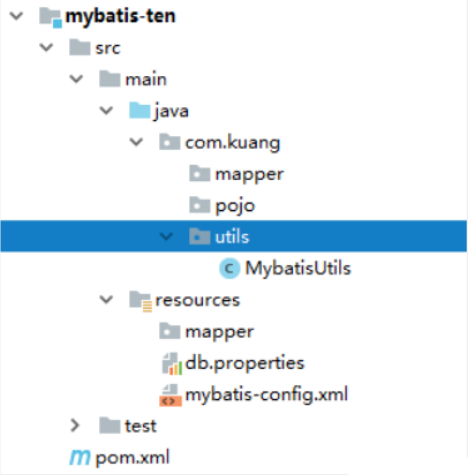 mybatis-ten
src
main
java
com.kuang
mapper
pojo
utils
MybatisUtils
resources
mapper
db.properties
mybatis-config.xml
test
pom.xml